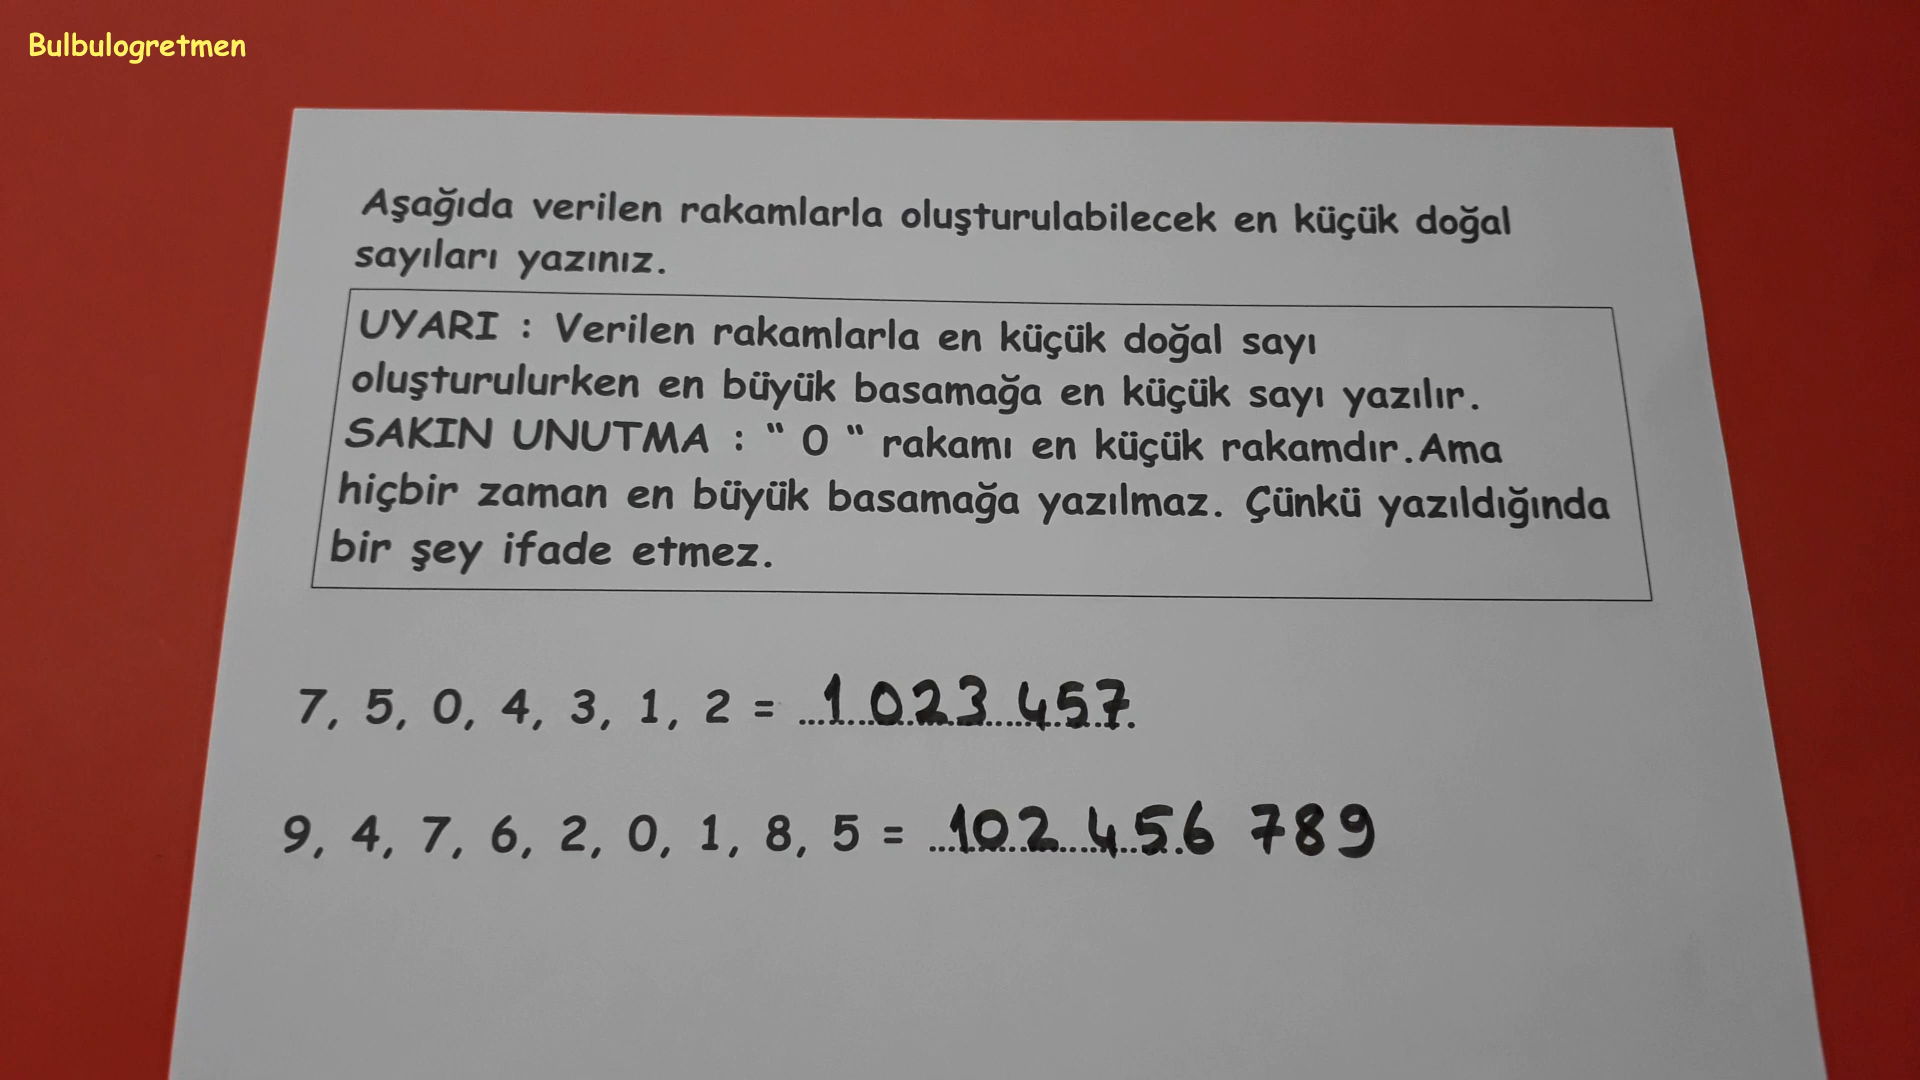 Bulbulogretmen
Aşağıda verilen rakamlarla oluşturulabilecek en küçük doğal
sayıları yazınız.
UYARI : Verilen rakamlarla en küçük doğal sayı
oluşturulurken en büyük basamağa en küçük sayı yazılır.
SAKIN UNUTMA : " 0 " rakamı en küçük rakamdır.Ama
hiçbir zaman en büyük basamağa yazılmaz. Çünkü yazıldığında
bir şey ifade etmez.
7, 5, 0, 4, 3, 1, 2 = 1 023 457
9, 4, 7, 6, 2, 0, 1, 8, 5 = 102 456 789